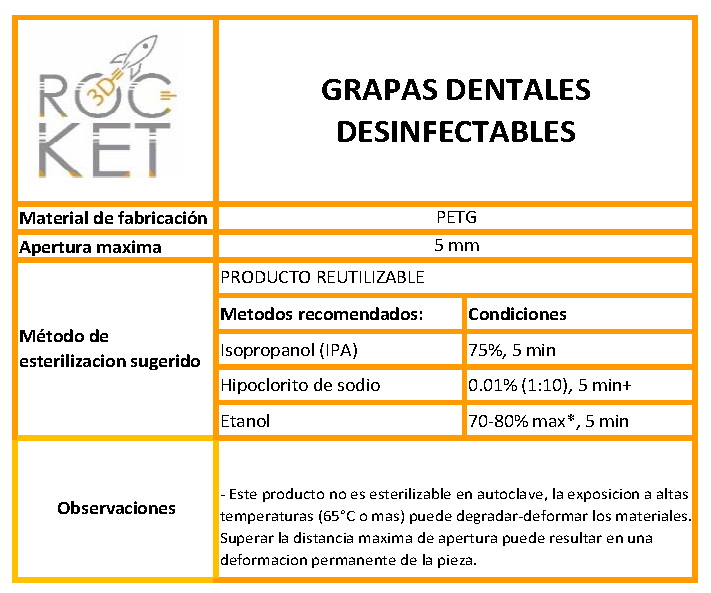 ROC
3D
KET
GRAPAS DENTALES
DESINFECTABLES
Material de fabricación
PETG
Apertura maxima
5 mm
Método de
esterilizacion sugerido
PRODUCTO REUTILIZABLE
Metodos recomendados:
Condiciones
Isopropanol (IPA)
75%, 5 min
Hipoclorito de sodio
0.01% (1:10), 5 min+
Etanol
70-80% max*, 5 min
Observaciones
- Este producto no es esterilizable en autoclave, la exposicion a altas
temperaturas (65°C o mas) puede degradar-deformar los materiales.
Superar la distancia maxima de apertura puede resultar en una
deformacion permanente de la pieza.